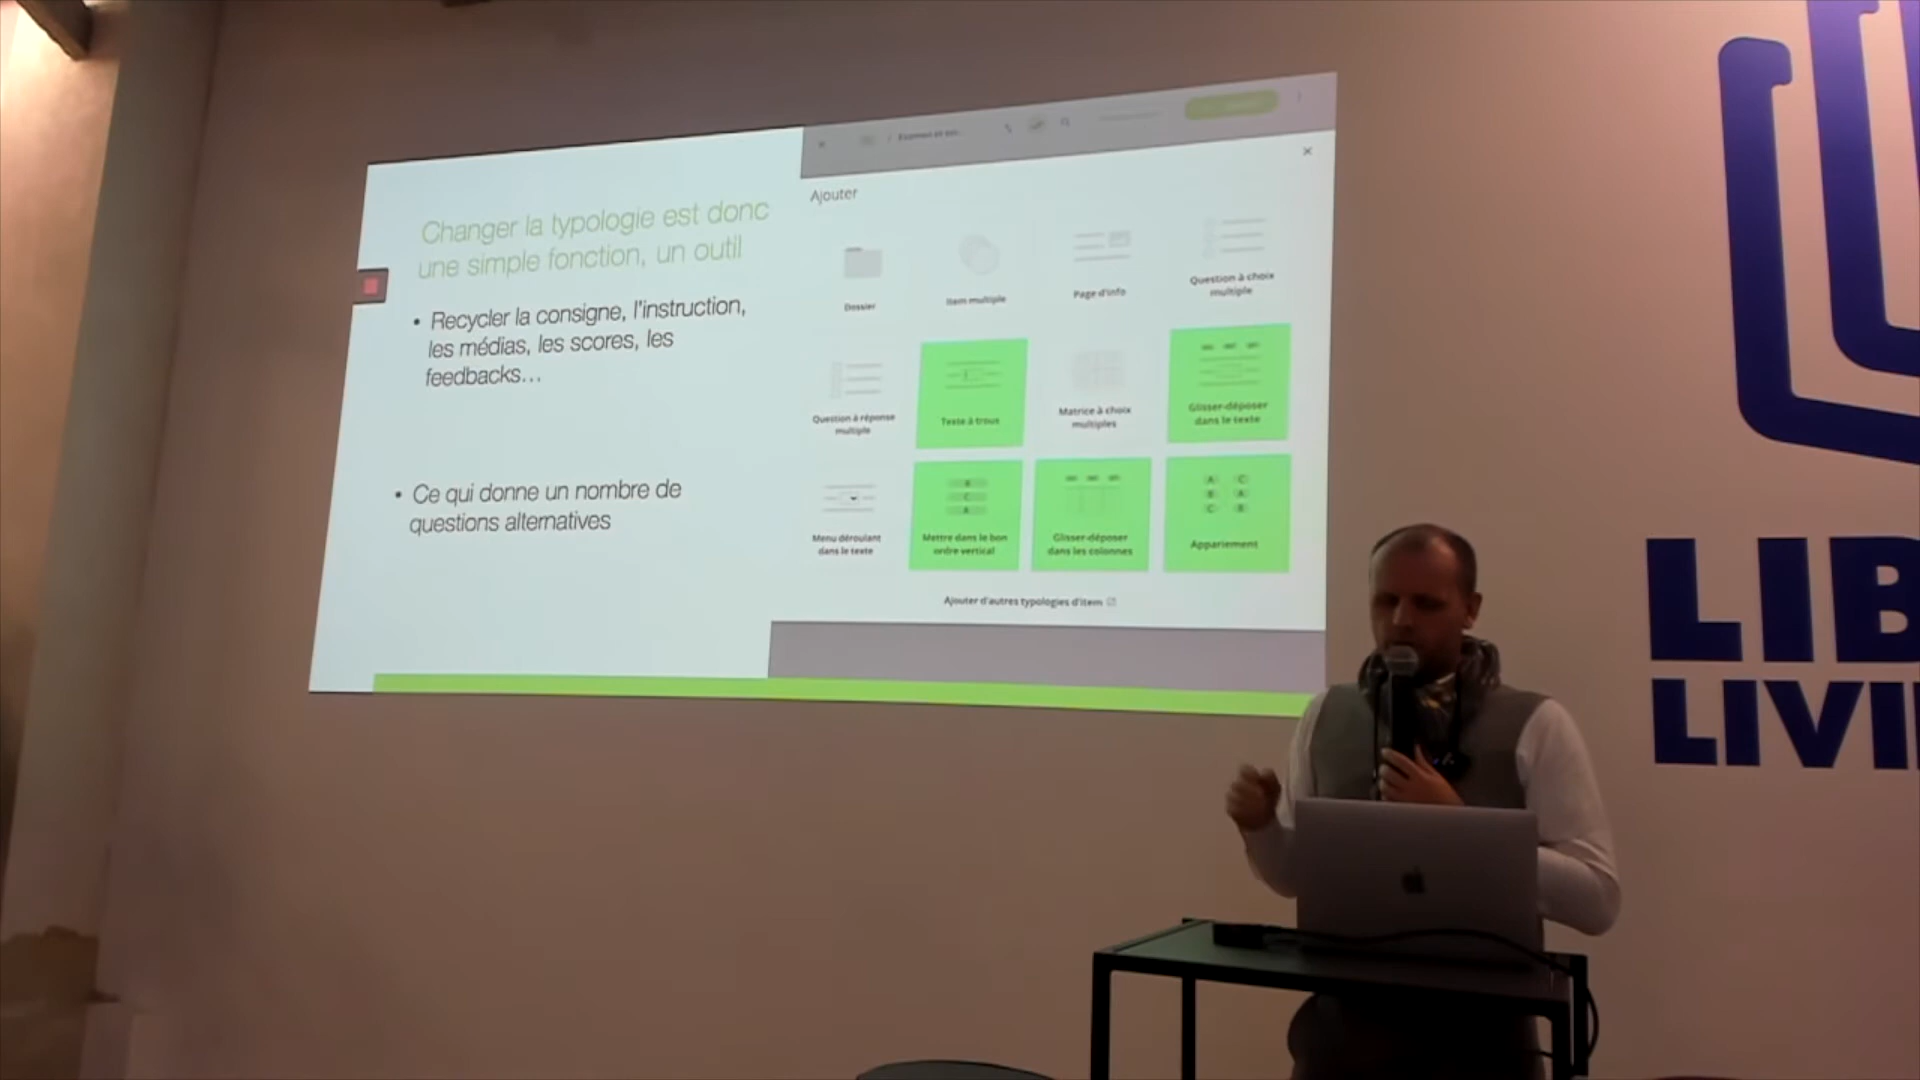 Changer la typologie est donc
une simple fonction, un outil
• Recycler la consigne, l'instruction,
les médias, les scores, les
feedbacks...
• Ce qui donne un nombre de
questions alternatives
Ajouter
Dossier
Item multiple
Page d'info
Question à choix
multiple
Question à réponse
multiple
Texte à trous
Matrice à choix
multiples
Glisser-déposer
dans le texte
Menu déroulant
dans le texte
Mettre dans le bon
ordre vertical
Glisser-déposer
dans les colonnes
Appariement
Ajouter d'autres typologies d'item
LIB
LIVI